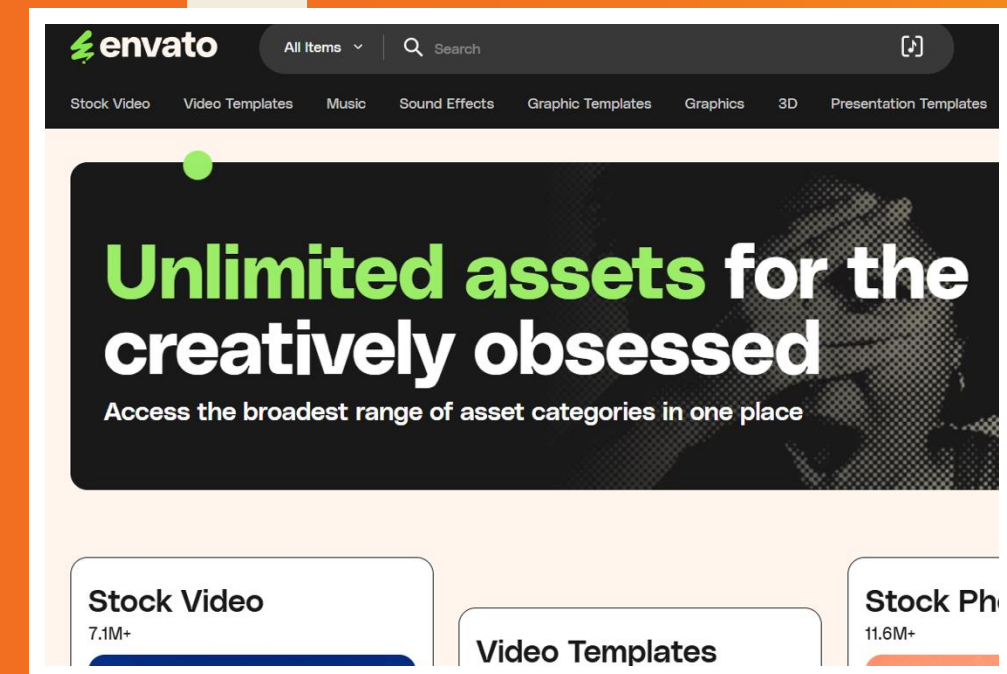 envato
All Items
Search
Stock Video
Video Templates
Music
Sound Effects
Graphic Templates
Graphics
3D
Presentation Templates
Unlimited assets for the
creatively obsessed
Access the broadest range of asset categories in one place
Stock Video
7.1M+
Video Templates
Stock Pho
11.6M+